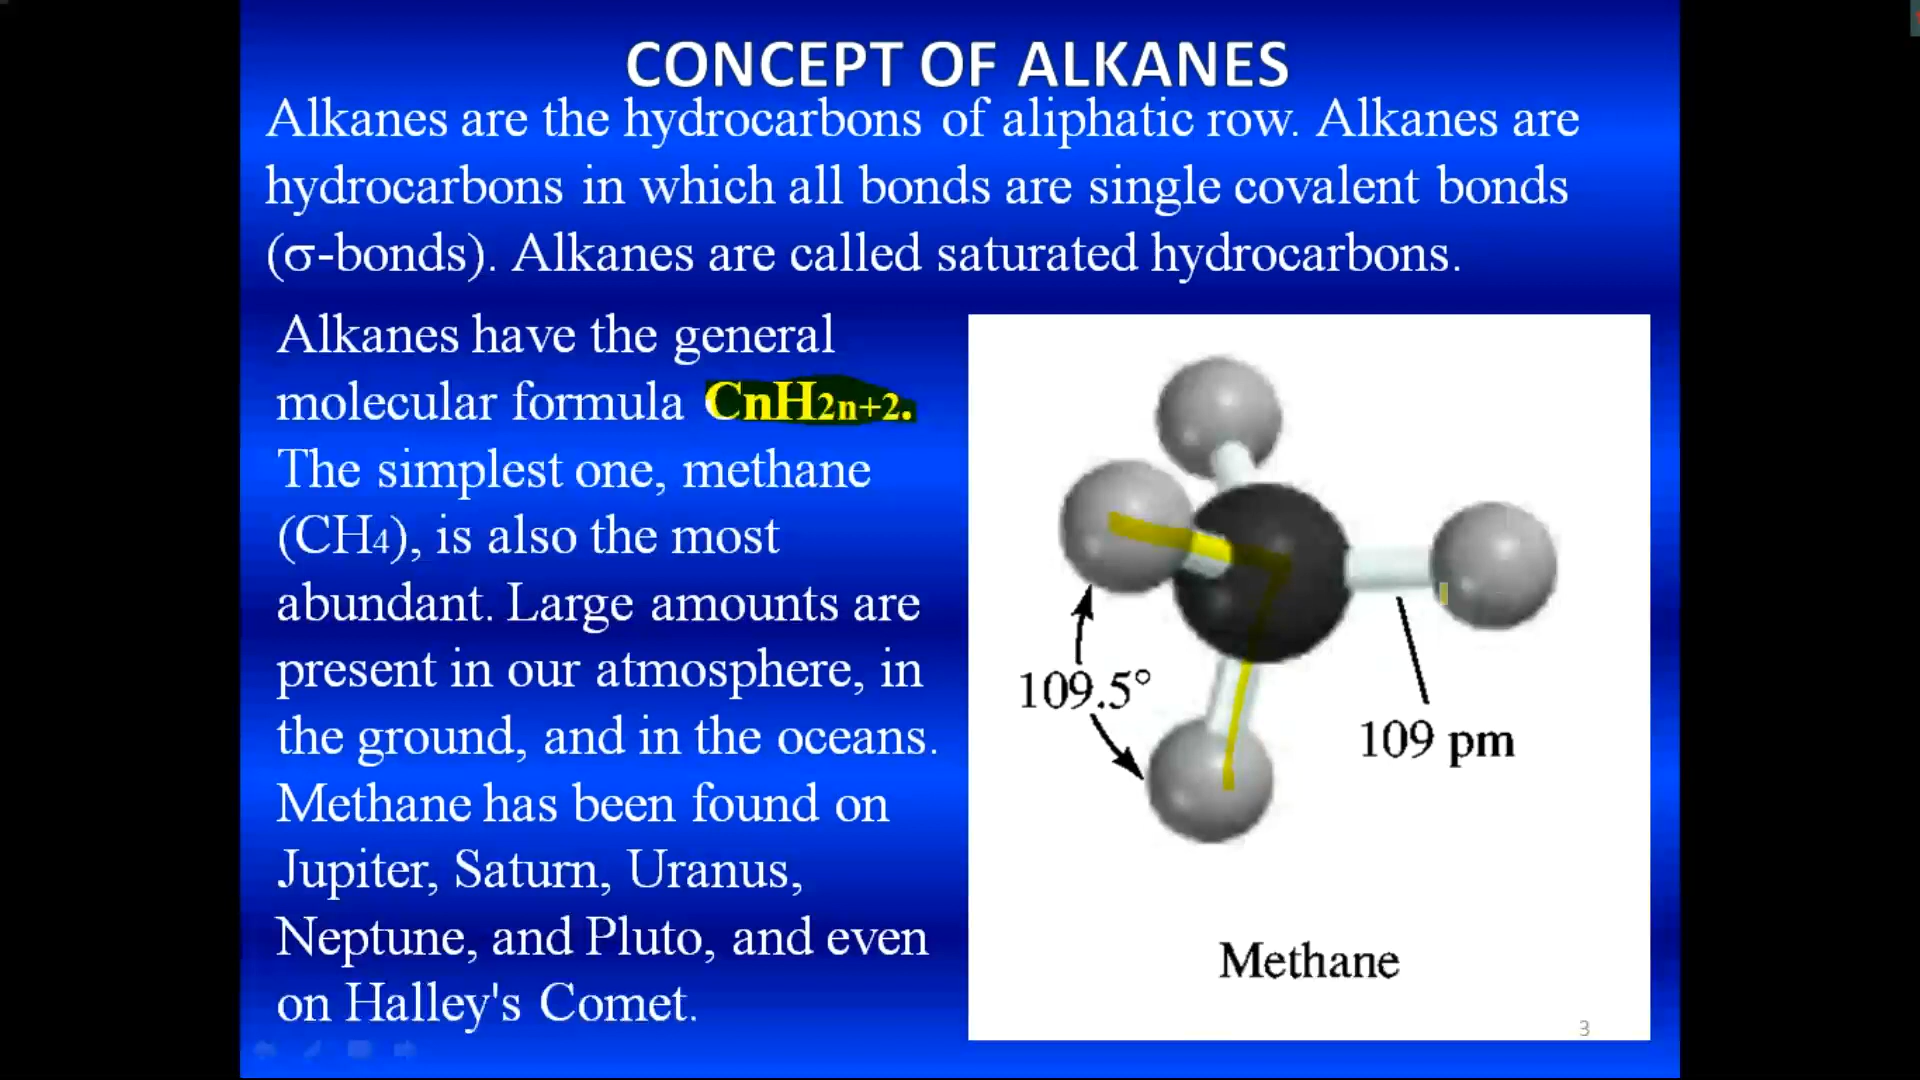 CONCEPT OF ALKANES
Alkanes are the hydrocarbons of aliphatic row. Alkanes are
hydrocarbons in which all bonds are single covalent bonds
(σ-bonds). Alkanes are called saturated hydrocarbons.
Alkanes have the general
molecular formula CnH2n+2.
The simplest one, methane
(CH4), is also the most
abundant. Large amounts are
present in our atmosphere, in
the ground, and in the oceans.
Methane has been found on
Jupiter, Saturn, Uranus,
Neptune, and Pluto, and even
on Halley's Comet.
109.5°
109 pm
Methane
3